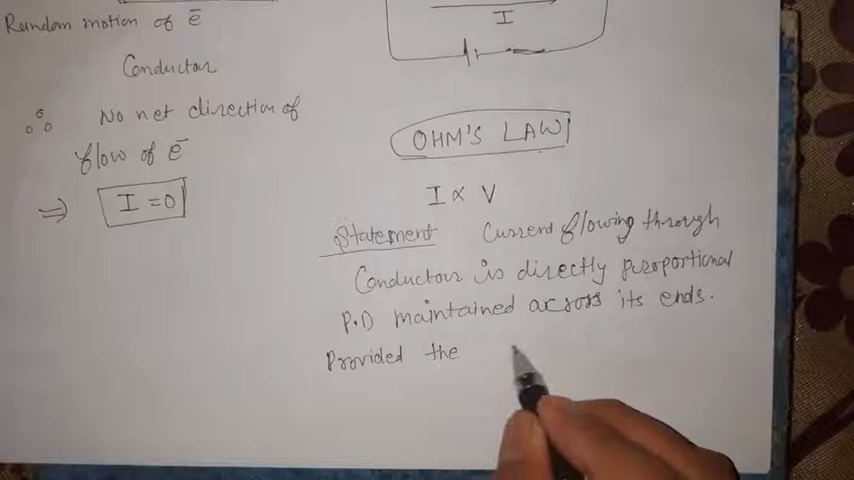 Random motion of ē
Conductor
∴ No net direction of
flow of ē
⇒ I = 0
I
OHM'S LAW
I ∝ V
Statement Current flowing through
Conductor is directly proportional
P.D maintained across its ends.
Provided the